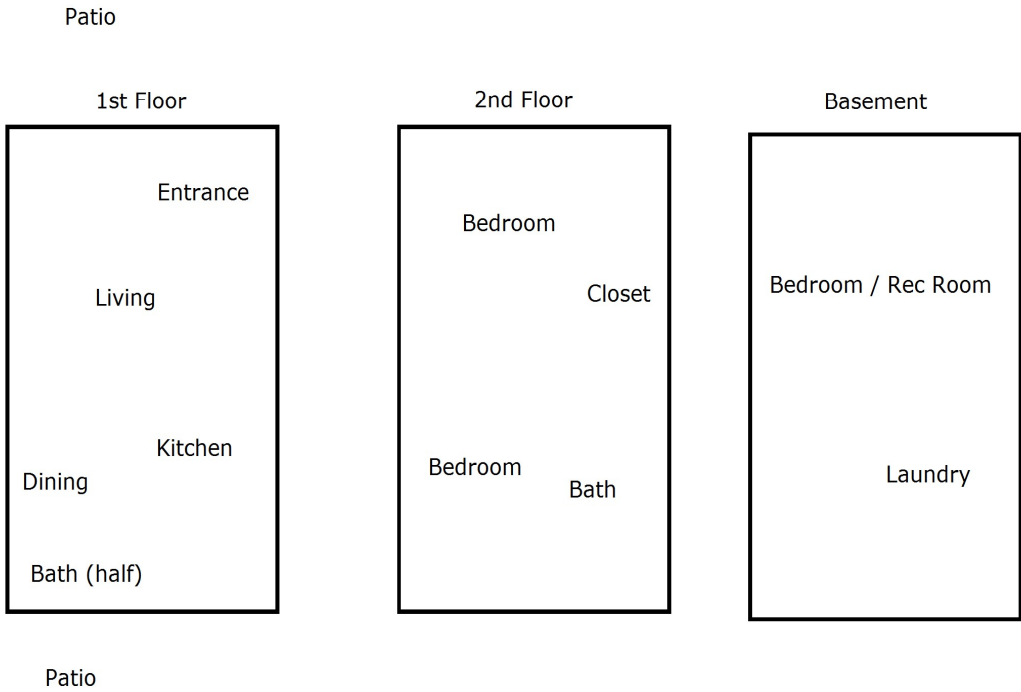 Patio
1st Floor
Entrance
Living
Kitchen
Dining
Bath (half)
Patio
2nd Floor
Bedroom
Closet
Bedroom
Bath
Basement
Bedroom / Rec Room
Laundry